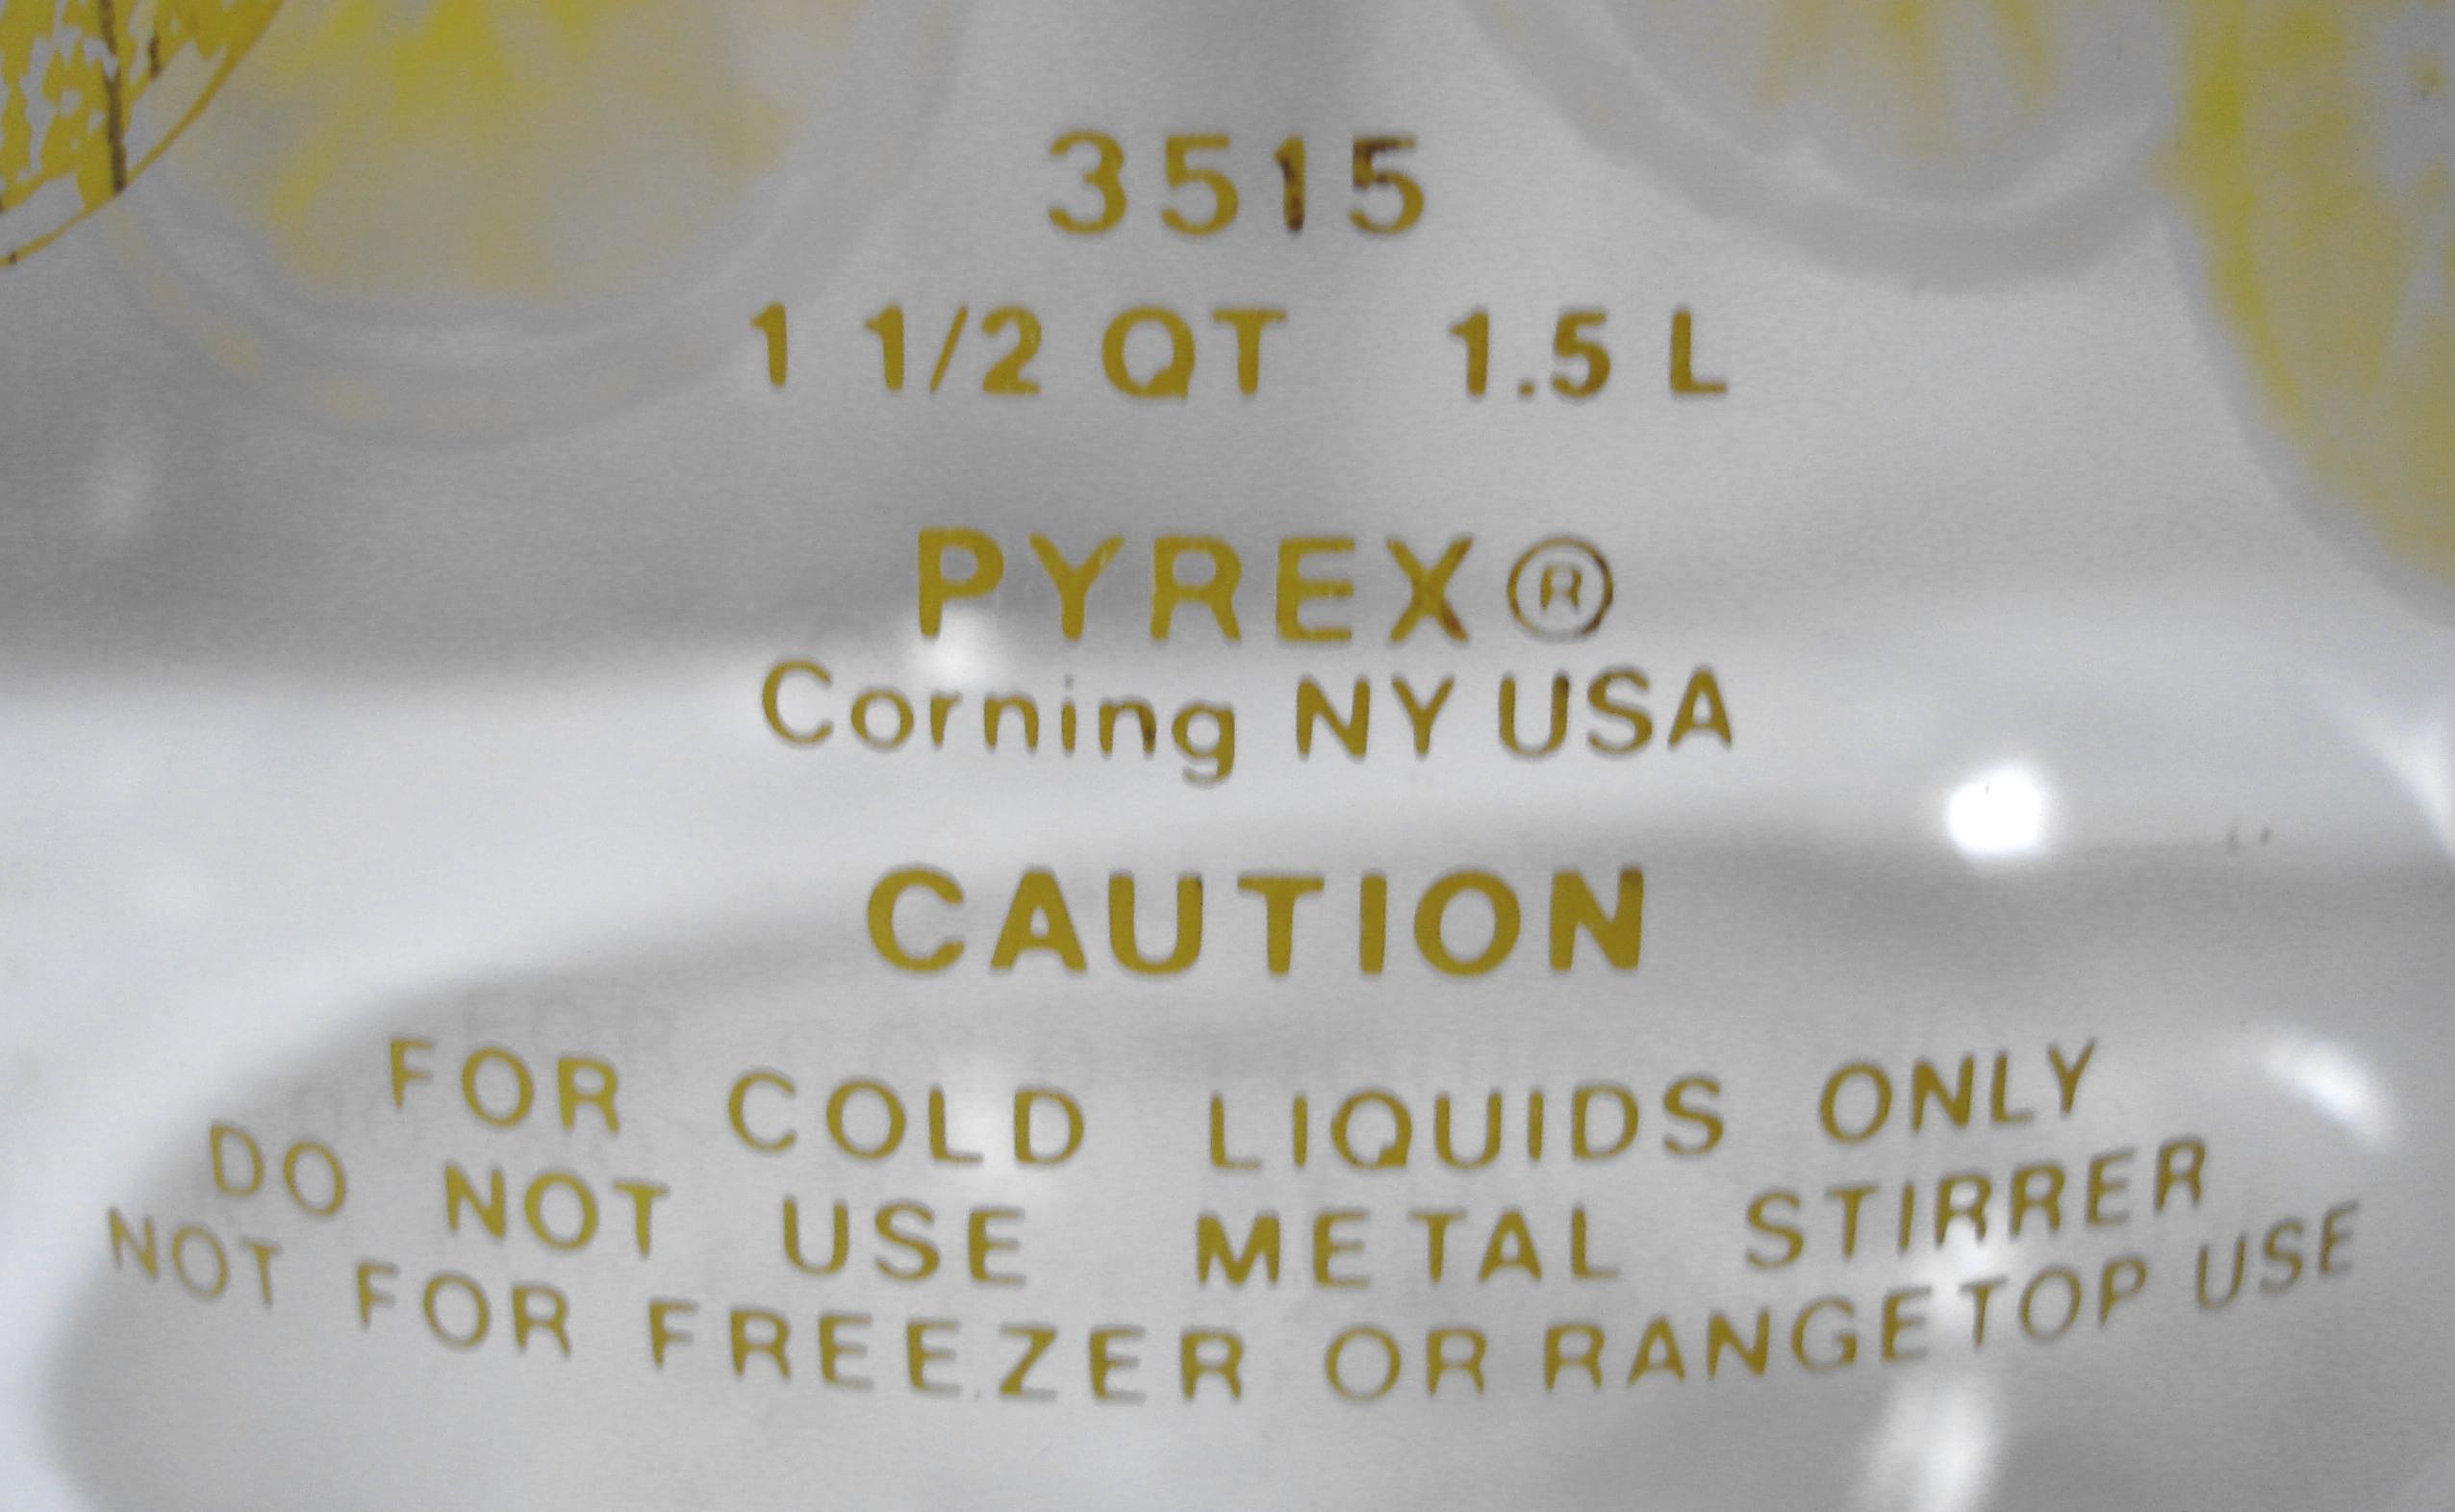 3515
1 1/2 QT 1.5 L
PYREX®
Corning NY USA
CAUTION
FOR COLD LIQUIDS ONLY
DO NOT USE METAL STIRRER
NOT FOR FREEZER OR RANGETOP USE